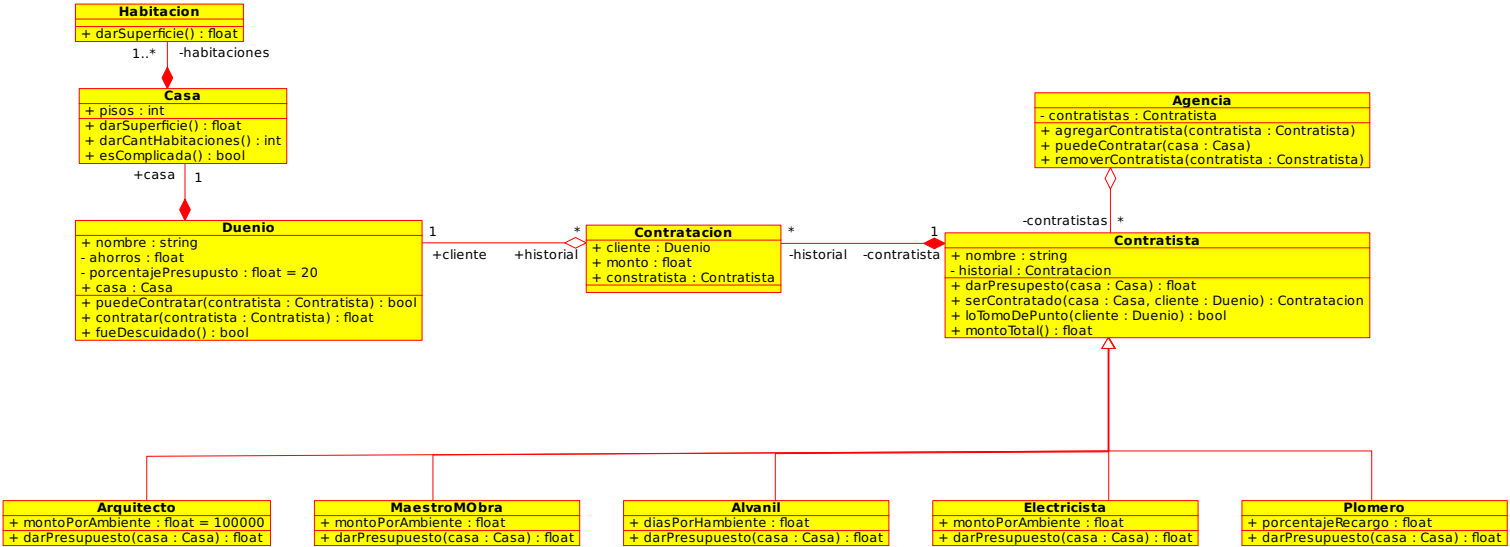 Habitacion
+ darSuperficie() : float
1..*
-habitaciones
Casa
+ pisos : int
+ darSuperficie() : float
+ darCantHabitaciones() : int
+ esComplicada() : bool
+casa
1
Duenio
+ nombre : string
- ahorros : float
- porcentajePresupusto : float = 20
+ casa : Casa
+ puedeContratar(contratista : Contratista) : bool
+ contratar(contratista : Contratista) : float
+ fueDescuidado() : bool
1
+cliente
*
+historial
Contratacion
+ cliente : Duenio
+ monto : float
+ constratista : Contratista
*
-historial
1
-contratista
Agencia
- contratistas : Contratista
+ agregarContratista(contratista : Contratista)
+ puedeContratar(casa : Casa)
+ removerContratista(contratista : Constratista)
-contratistas
*
Contratista
+ nombre : string
- historial : Contratacion
+ darPresupesto(casa : Casa) : float
+ serContratado(casa : Casa, cliente : Duenio) : Contratacion
+ loTomoDePunto(cliente : Duenio) : bool
+ montoTotal() : float
Arquitecto
+ montoPorAmbiente : float = 100000
+ darPresupuesto(casa : Casa) : float
MaestroMObra
+ montoPorAmbiente : float
+ darPresupuesto(casa : Casa) : float
Alvanil
+ diasPorHambiente : float
+ darPresupuesto(casa : Casa) : float
Electricista
+ montoPorAmbiente : float
+ darPresupuesto(casa : Casa) : float
Plomero
+ porcentajeRecargo : float
+ darPresupuesto(casa : Casa) : float